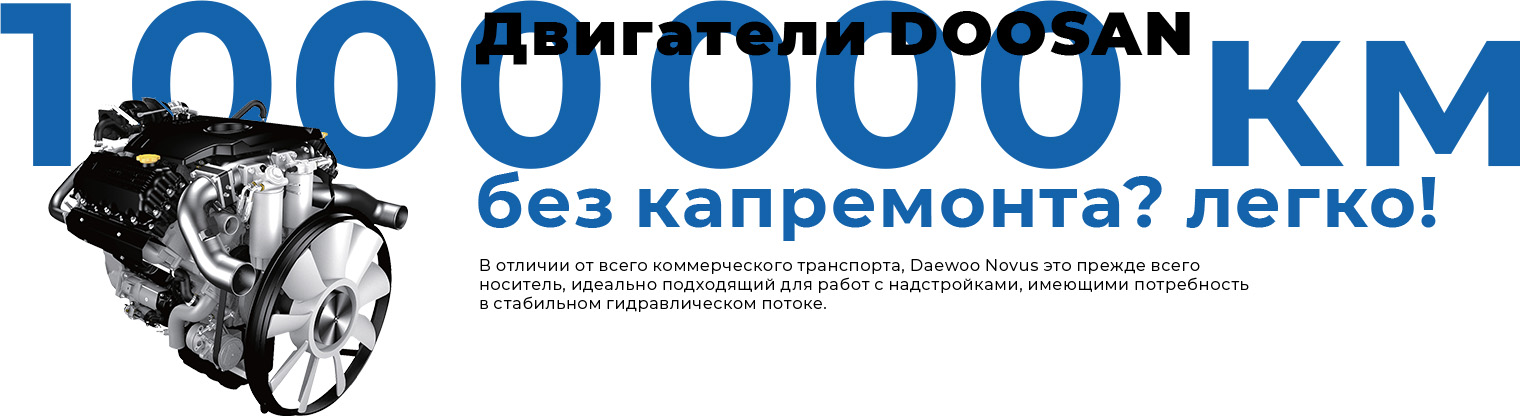 Двигатели DOOSAN
1 000 000 км
без капремонта? легко!
В отличии от всего коммерческого транспорта, Daewoo Novus это прежде всего
носитель, идеально подходящий для работ с надстройками, имеющими потребность
в стабильном гидравлическом потоке.